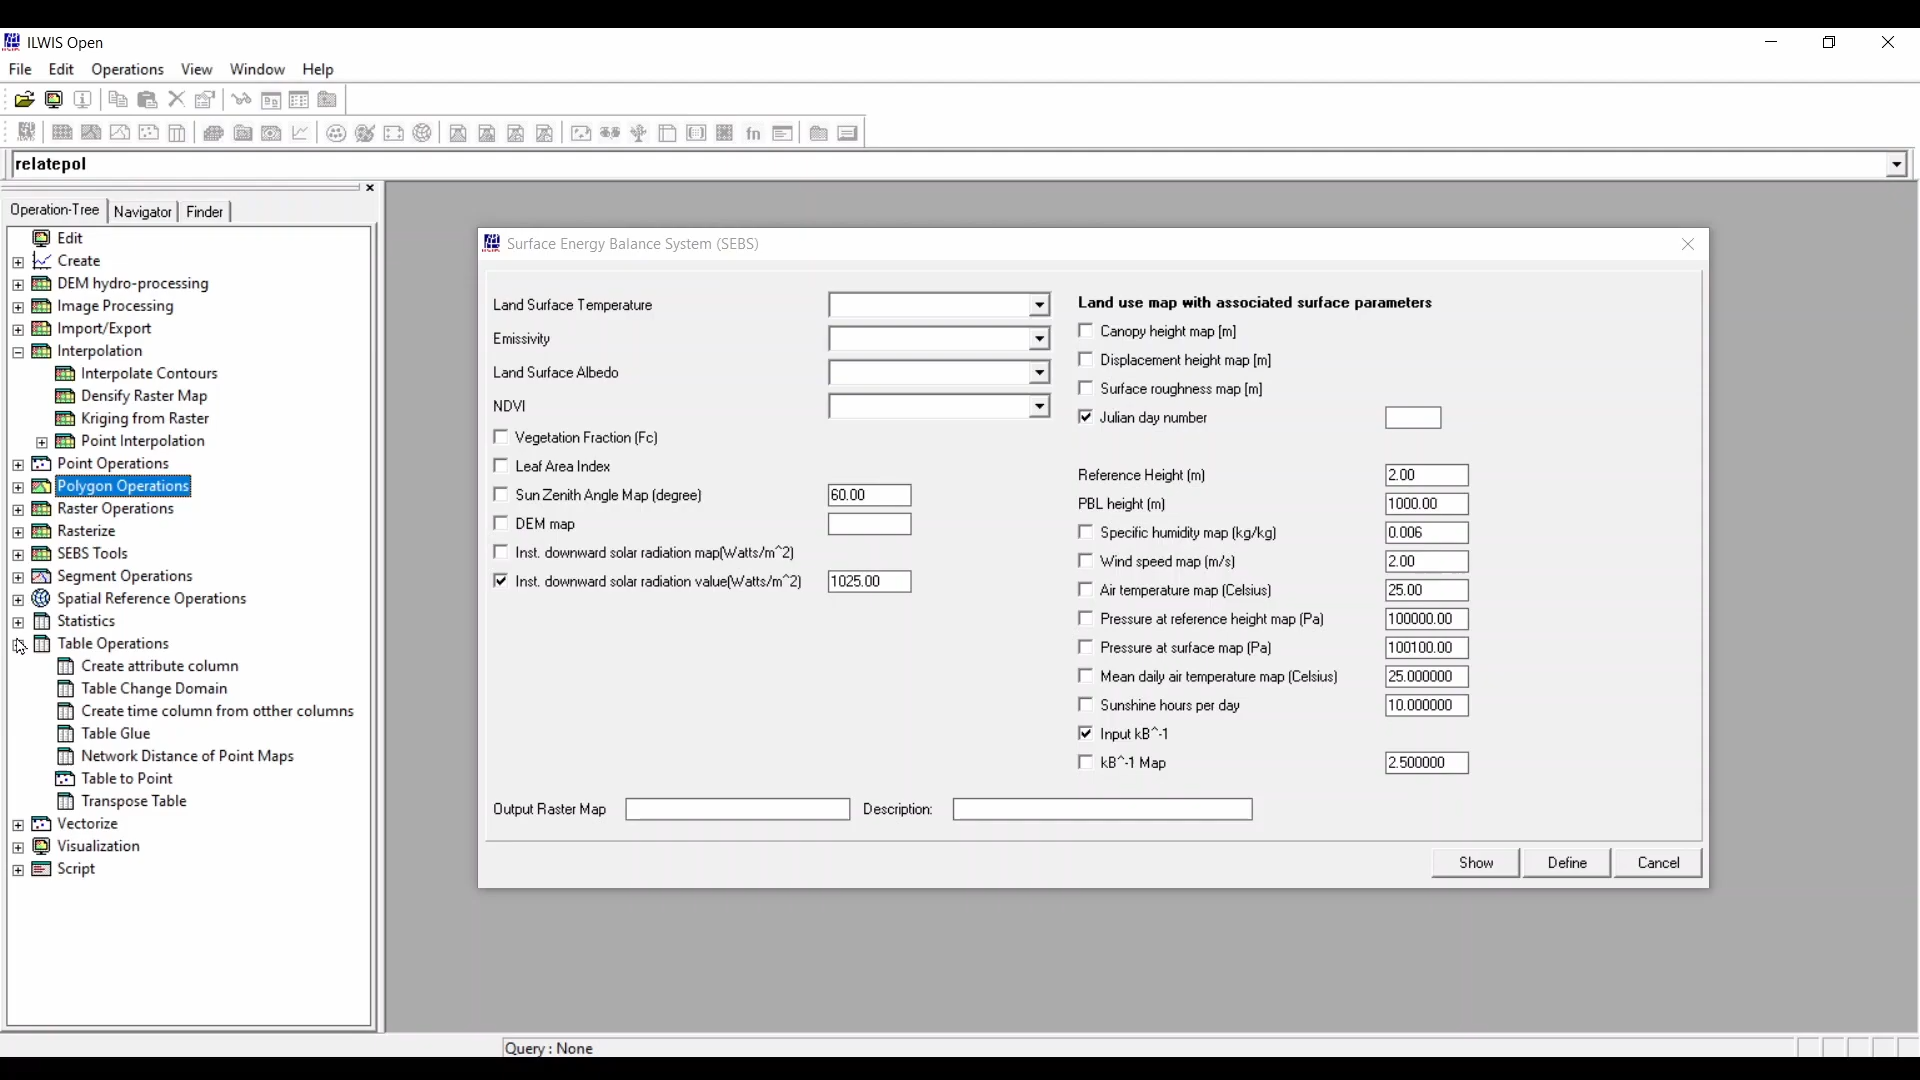 ILWIS Open
File Edit Operations View Window Help
fn
relatepol
Operation-Tree Navigator Finder
Edit
Create
DEM hydro-processing
Image Processing
Import/Export
Interpolation
Interpolate Contours
Densify Raster Map
Kriging from Raster
Point Interpolation
Point Operations
Polygon Operations
Raster Operations
Rasterize
SEBS Tools
Segment Operations
Spatial Reference Operations
Statistics
Table Operations
Create attribute column
Table Change Domain
Create time column from otther columns
Table Glue
Network Distance of Point Maps
Table to Point
Transpose Table
Vectorize
Visualization
Script
Surface Energy Balance System (SEBS)
Land Surface Temperature
Emissivity
Land Surface Albedo
NDVI
Vegetation Fraction (Fc)
Leaf Area Index
Sun Zenith Angle Map (degree) 60.00
DEM map
Inst. downward solar radiation map(Watts/m^2)
Inst. downward solar radiation value(Watts/m^2) 1025.00
Land use map with associated surface parameters
Canopy height map [m]
Displacement height map [m]
Surface roughness map [m]
Julian day number
Reference Height (m) 2.00
PBL height (m) 1000.00
Specific humidity map (kg/kg) 0.006
Wind speed map (m/s) 2.00
Air temperature map (Celsius) 25.00
Pressure at reference height map (Pa) 100000.00
Pressure at surface map (Pa) 100100.00
Mean daily air temperature map (Celsius) 25.000000
Sunshine hours per day 10.000000
Input kB^-1
kB^-1 Map 2.500000
Output Raster Map Description:
Show Define Cancel
Query : None